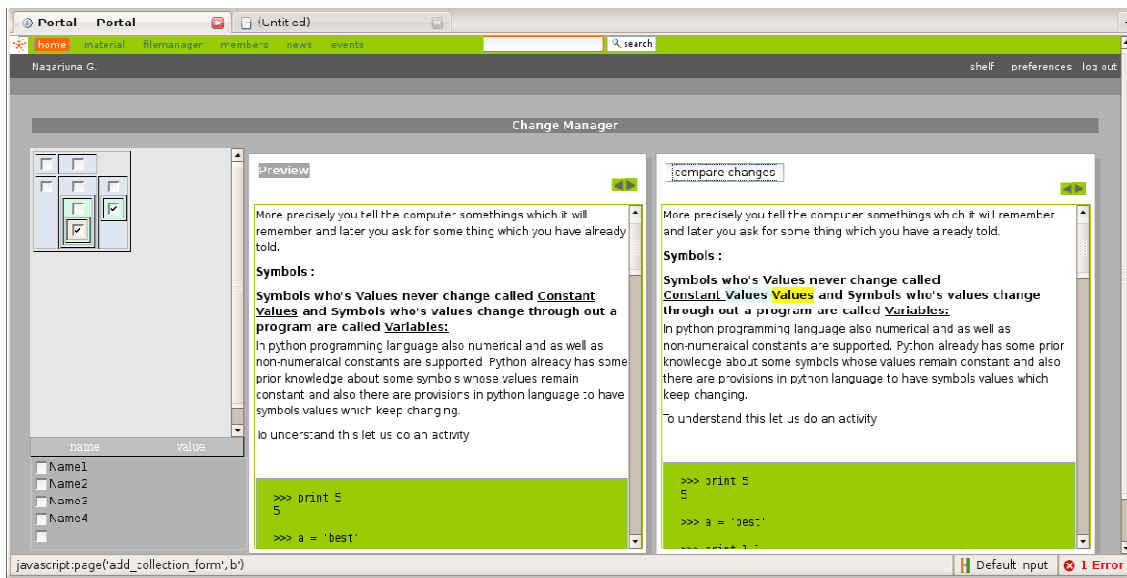 Portal Portal
(Untitled)
home material filemanager members news events search
Nagarjuna G. shelf preferences log out
Change Manager
Preview
More precisely you tell the computer somethings which it will
remember and later you ask for some thing which you have already
told.
Symbols :
Symbols who's Values never change called Constant
Values and Symbols who's values change through out a
program are called Variables:
In python programming language also numerical and as well as
non-numeraical constants are supported. Python already has some
prior knowledge about some symbols whose values remain
constant and also there are provisions in python language to have
symbols values which keep changing.
To understand this let us do an activity
>>> print 5
5
>>> a = 'best'
compare changes
More precisely you tell the computer somethings which it will remember
and later you ask for some thing which you have already told.
Symbols :
Symbols who's Values never change called
Constant Values Values and Symbols who's values change
through out a program are called Variables:
In python programming language also numerical and as well as
non-numeraical constants are supported. Python already has some prior
knowledge about some symbols whose values remain constant and also
there are provisions in python language to have symbols values which
keep changing.
To understand this let us do an activity
>>> print 5
5
>>> a = 'best'
name value
Name1
Name2
Name3
Name4
javascript:page('add_collection_form', b') Default Input 1 Error